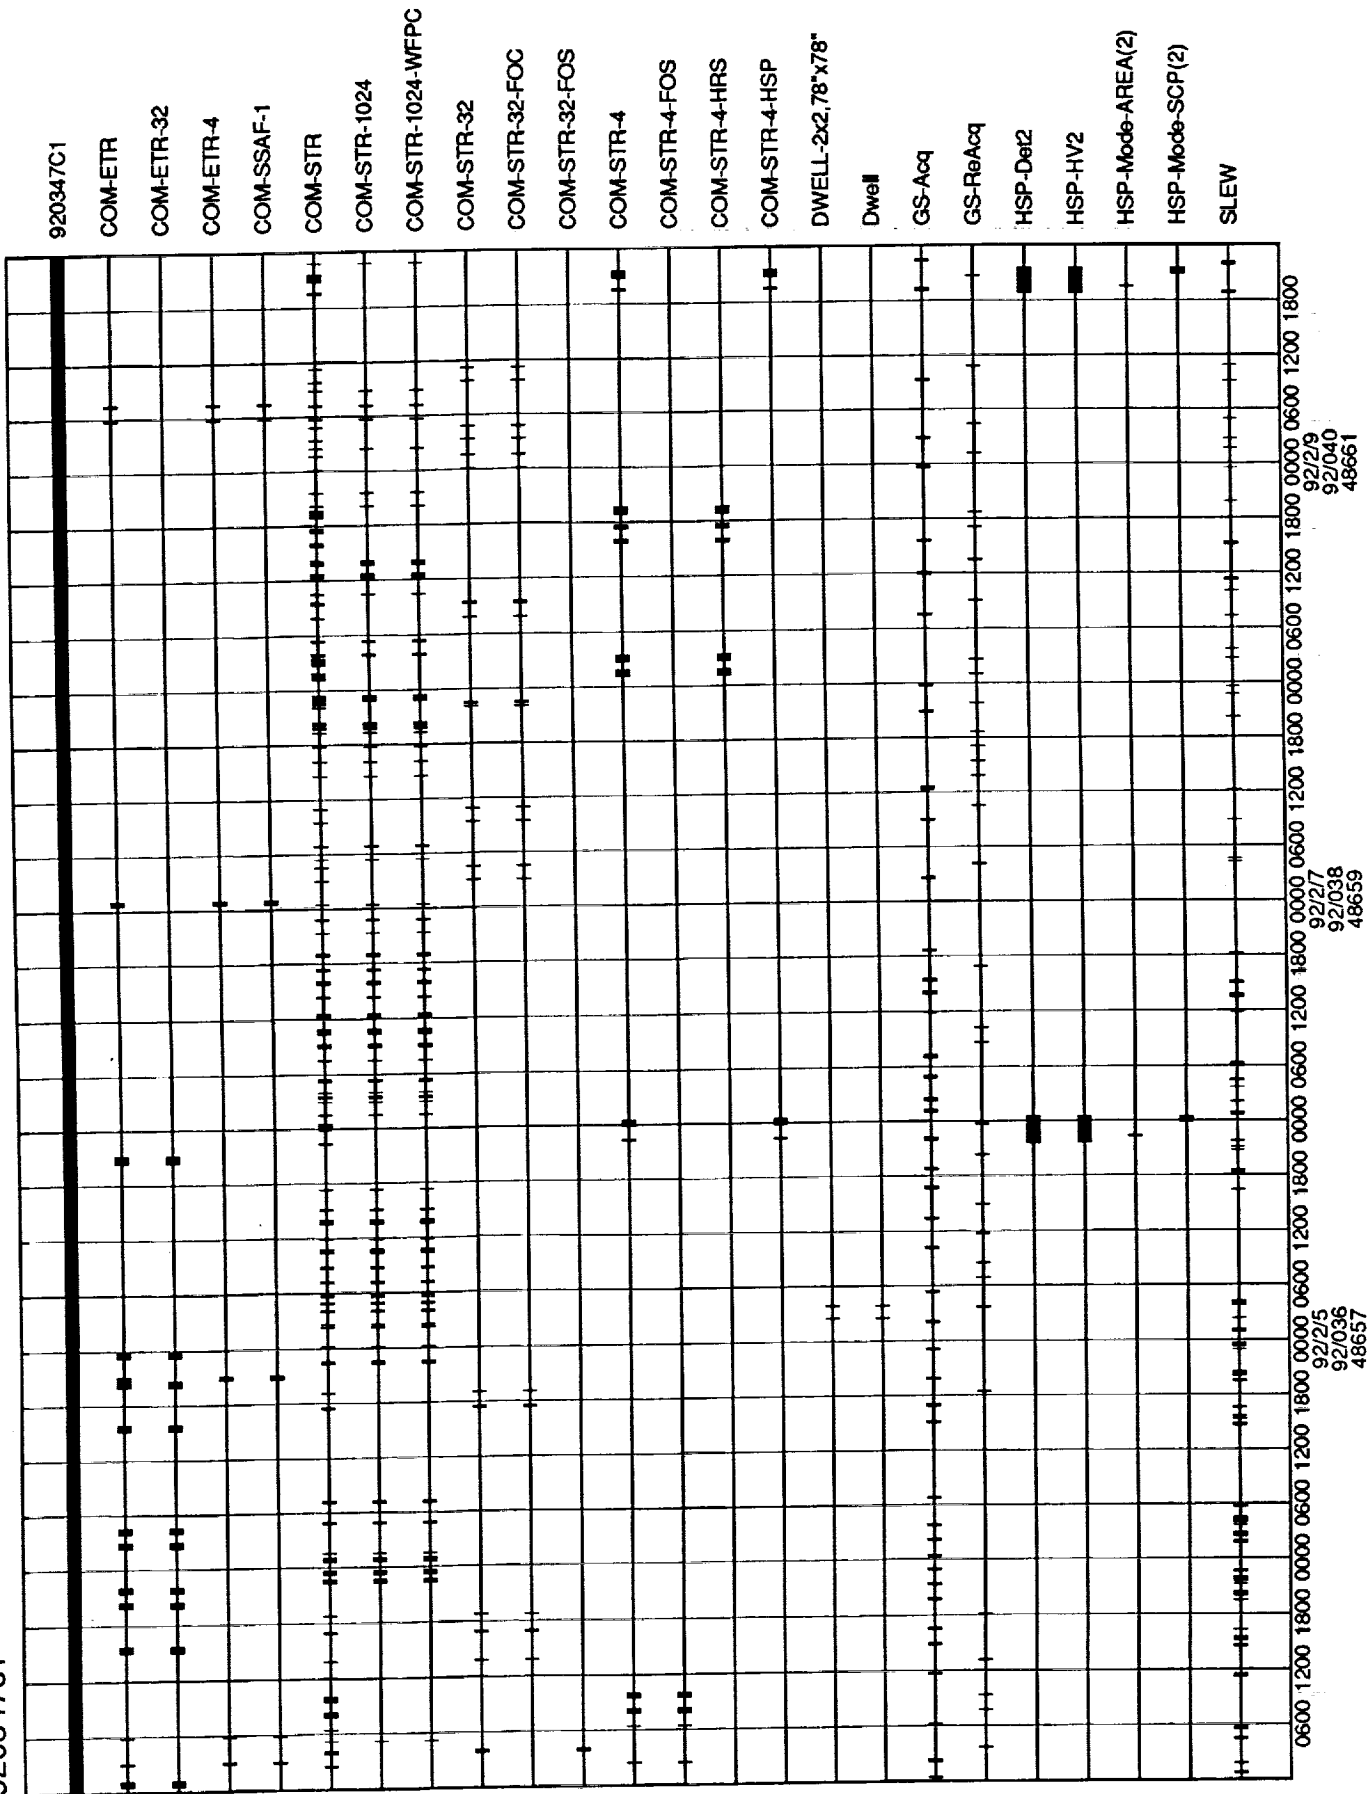 920347C1
COM-ETR
COM-ETR-32
COM-ETR-4
COM-SSAF-1
COM-STR
COM-STR-1024
COM-STR-1024-WFPC
COM-STR-32
COM-STR-32-FOC
COM-STR-32-FOS
COM-STR-4
COM-STR-4-FOS
COM-STR-4-HRS
COM-STR-4-HSP
DWELL-2x2,78"x78"
Dwell
GS-Acq
GS-ReAcq
HSP-Det2
HSP-HV2
HSP-Mode-AREA(2)
HSP-Mode-SCP(2)
SLEW
0600 1200 1800 0000 0600 1200 1800 0000 0600 1200 1800 0000 0600 1200 1800 0000 0600 1200 1800 0000 0600 1200 1800 0000 0600 1200 1800
92/2/5 92/2/7 92/2/9
92/036 92/038 92/040
48657 48659 48661